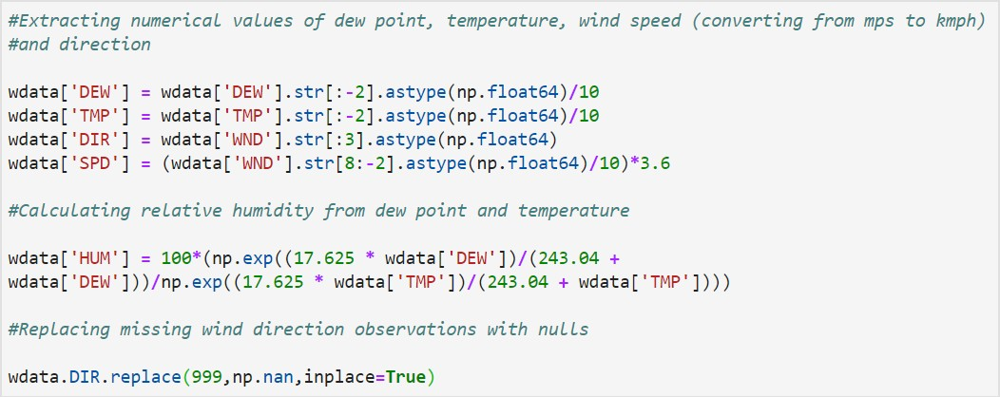 #Extracting numerical values of dew point, temperature, wind speed (converting from mps to kmph)
#and direction
wdata['DEW'] = wdata['DEW'].str[:-2].astype(np.float64)/10
wdata['TMP'] = wdata['TMP'].str[:-2].astype(np.float64)/10
wdata['DIR'] = wdata['WND'].str[:3].astype(np.float64)
wdata['SPD'] = (wdata['WND'].str[8:-2].astype(np.float64)/10)*3.6
#Calculating relative humidity from dew point and temperature
wdata['HUM'] = 100*(np.exp((17.625 * wdata['DEW'])/(243.04 +
wdata['DEW']))/np.exp((17.625 * wdata['TMP'])/(243.04 + wdata['TMP'])))
#Replacing missing wind direction observations with nulls
wdata.DIR.replace(999,np.nan,inplace=True)